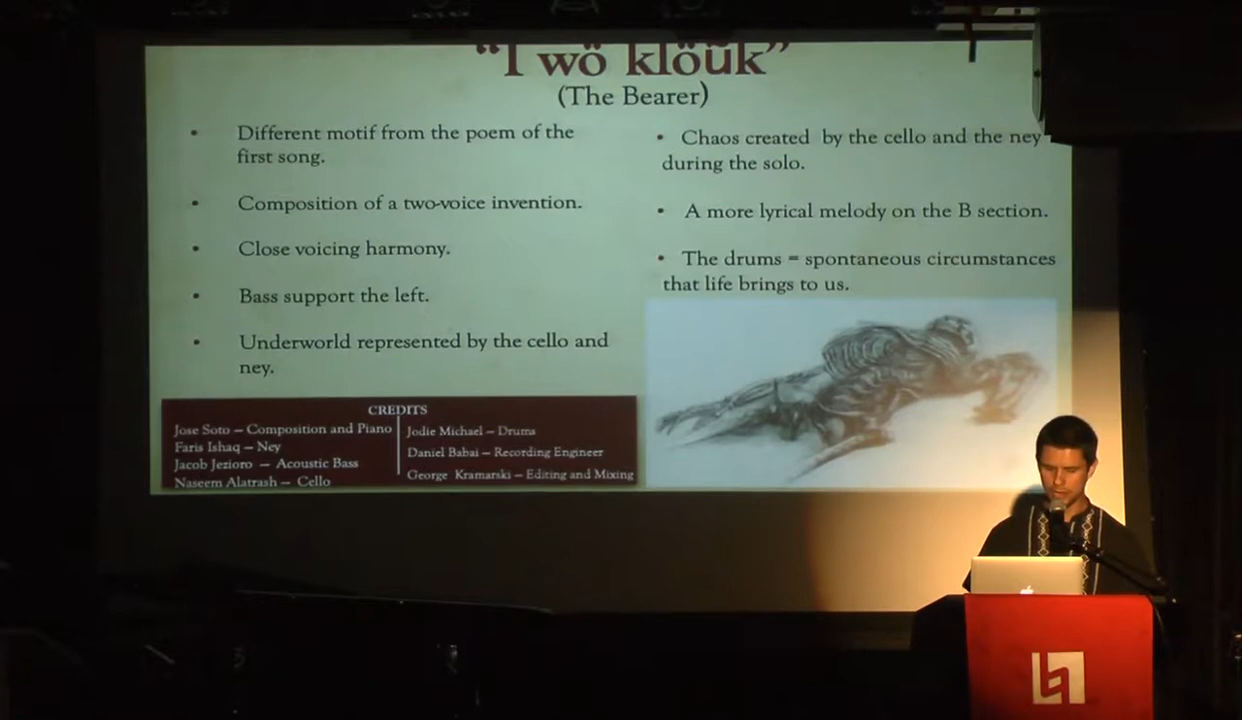 “I wö klöük”
(The Bearer)
• Different motif from the poem of the
first song.
• Composition of a two-voice invention.
• Close voicing harmony.
• Bass support the left.
• Underworld represented by the cello and
ney.
• Chaos created by the cello and the ney
during the solo.
• A more lyrical melody on the B section.
• The drums = spontaneous circumstances
that life brings to us.
CREDITS
Jose Soto – Composition and Piano
Faris Ishaq – Ney
Jacob Jezioro – Acoustic Bass
Naseem Alatrash – Cello
Jodie Michael – Drums
Daniel Babai – Recording Engineer
George Kramarski – Editing and Mixing